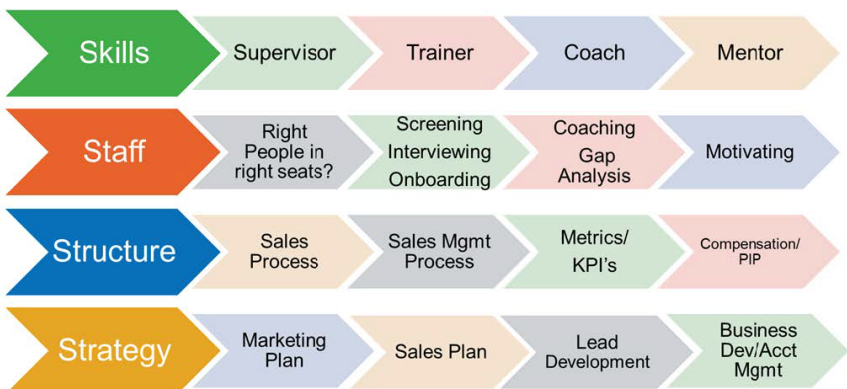 Skills
Supervisor
Trainer
Coach
Mentor
Staff
Right
People in
right seats?
Screening
Interviewing
Onboarding
Coaching
Gap
Analysis
Motivating
Structure
Sales
Process
Sales Mgmt
Process
Metrics/
KPI's
Compensation/
PIP
Strategy
Marketing
Plan
Sales Plan
Lead
Development
Business
Dev/Acct
Mgmt